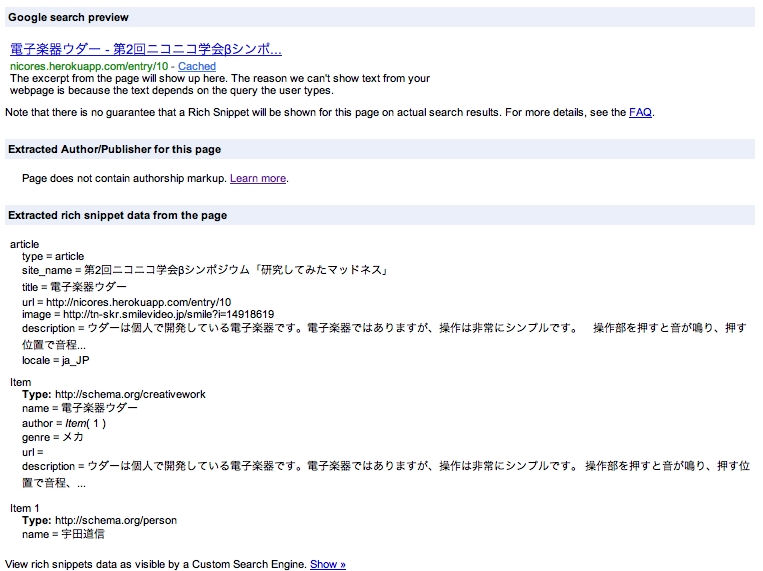 Google search preview
電子楽器ウダー - 第2回ニコニコ学会βシンポ...
nicores.herokuapp.com/entry/10 - Cached
The excerpt from the page will show up here. The reason we can't show text from your
webpage is because the text depends on the query the user types.
Note that there is no guarantee that a Rich Snippet will be shown for this page on actual search results. For more details, see the FAQ.
Extracted Author/Publisher for this page
Page does not contain authorship markup. Learn more.
Extracted rich snippet data from the page
article
type = article
site_name = 第2回ニコニコ学会βシンポジウム「研究してみたマッドネス」
title = 電子楽器ウダー
url = http://nicores.herokuapp.com/entry/10
image = http://tn-skr.smilevideo.jp/smile?i=14918619
description = ウダーは個人で開発している電子楽器です。電子楽器ではありますが、操作は非常にシンプルです。　操作部を押すと音が鳴り、押す
位置で音程...
locale = ja_JP
Item
Type: http://schema.org/creativework
name = 電子楽器ウダー
author = Item( 1 )
genre = メカ
url =
description = ウダーは個人で開発している電子楽器です。電子楽器ではありますが、操作は非常にシンプルです。 操作部を押すと音が鳴り、押す位
置で音程、...
Item 1
Type: http://schema.org/person
name = 宇田道信
View rich snippets data as visible by a Custom Search Engine. Show »